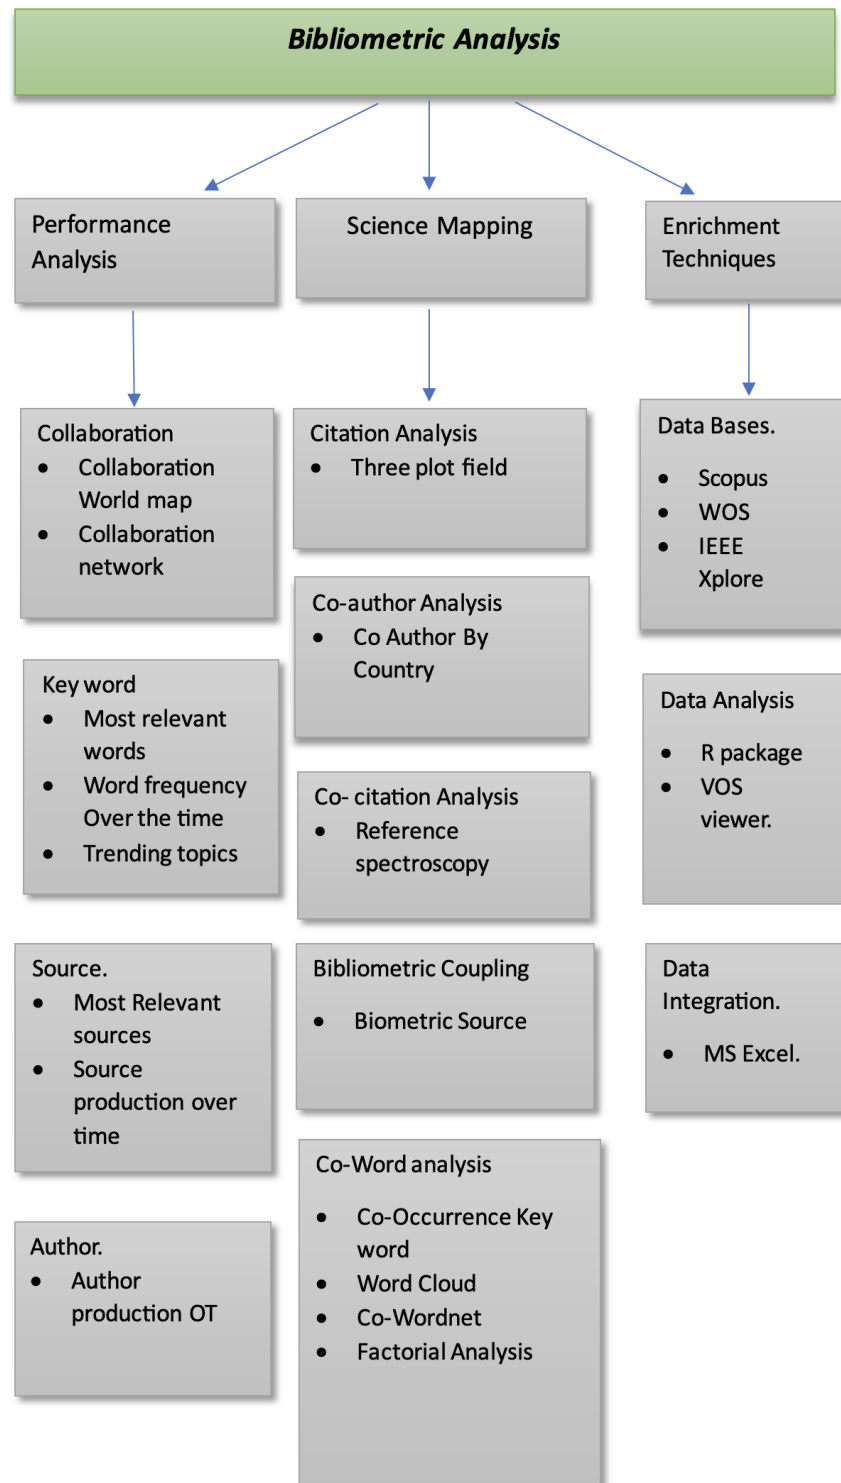 Bibliometric Analysis
Performance
Analysis
Science Mapping
Enrichment
Techniques
Collaboration
• Collaboration
World map
• Collaboration
network
Key word
• Most relevant
words
• Word frequency
Over the time
• Trending topics
Source.
• Most Relevant
sources
• Source
production over
time
Author.
• Author
production OT
Citation Analysis
• Three plot field
Co-author Analysis
• Co Author By
Country
Co- citation Analysis
• Reference
spectroscopy
Bibliometric Coupling
• Biometric Source
Co-Word analysis
• Co-Occurrence Key
word
• Word Cloud
• Co-Wordnet
• Factorial Analysis
Data Bases.
• Scopus
• WOS
• IEEE
Xplore
Data Analysis
• R package
• VOS
viewer.
Data
Integration.
• MS Excel.